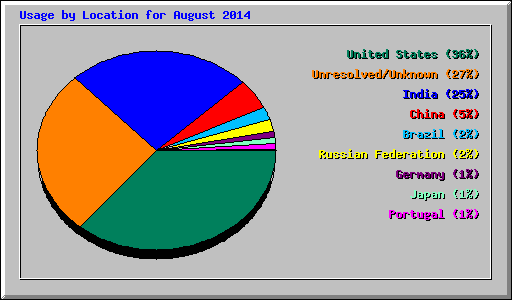 Usage by Location for August 2014
United States (36%)
Unresolved/Unknown (27%)
India (25%)
China (5%)
Brazil (2%)
Russian Federation (2%)
Germany (1%)
Japan (1%)
Portugal (1%)